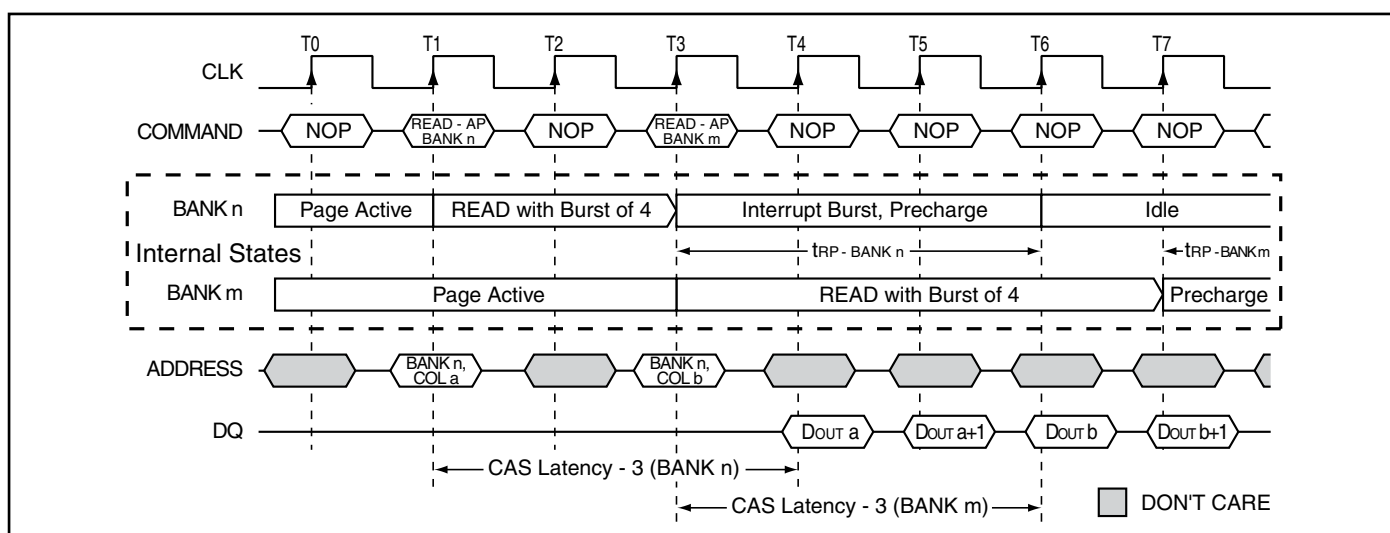 T0 T1 T2 T3 T4 T5 T6 T7
CLK
COMMAND NOP READ - AP BANK n NOP READ - AP BANK m NOP NOP NOP NOP
BANK n Page Active READ with Burst of 4 Interrupt Burst, Precharge Idle
Internal States tRP - BANK n tRP - BANK m
BANK m Page Active READ with Burst of 4 Precharge
ADDRESS BANK n, COL a BANK n, COL b
DQ DOUT a DOUT a+1 DOUT b DOUT b+1
CAS Latency - 3 (BANK n)
CAS Latency - 3 (BANK m)
DON'T CARE